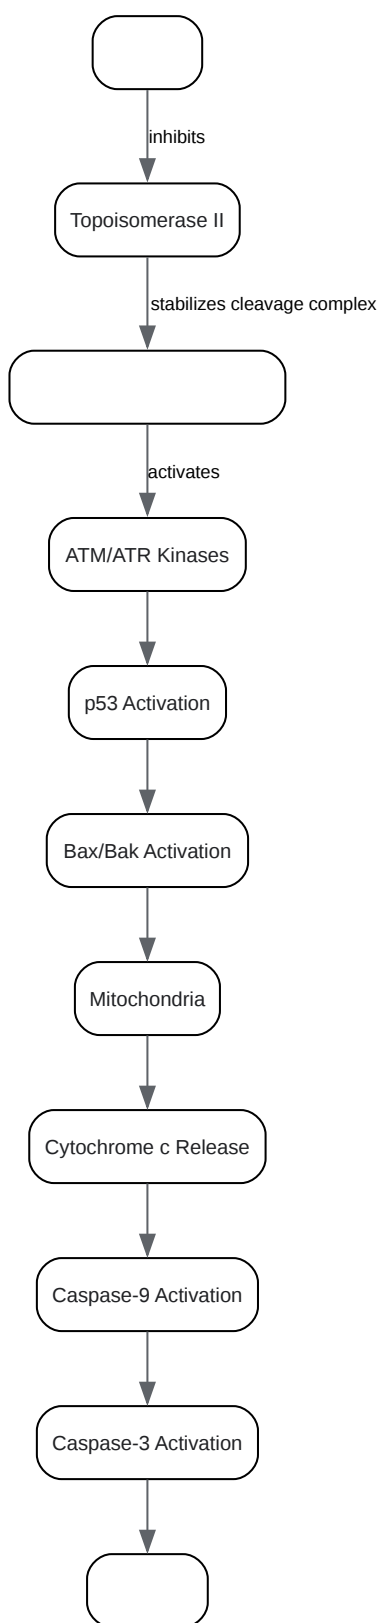 inhibits
Topoisomerase II
stabilizes cleavage complex
activates
ATM/ATR Kinases
p53 Activation
Bax/Bak Activation
Mitochondria
Cytochrome c Release
Caspase-9 Activation
Caspase-3 Activation